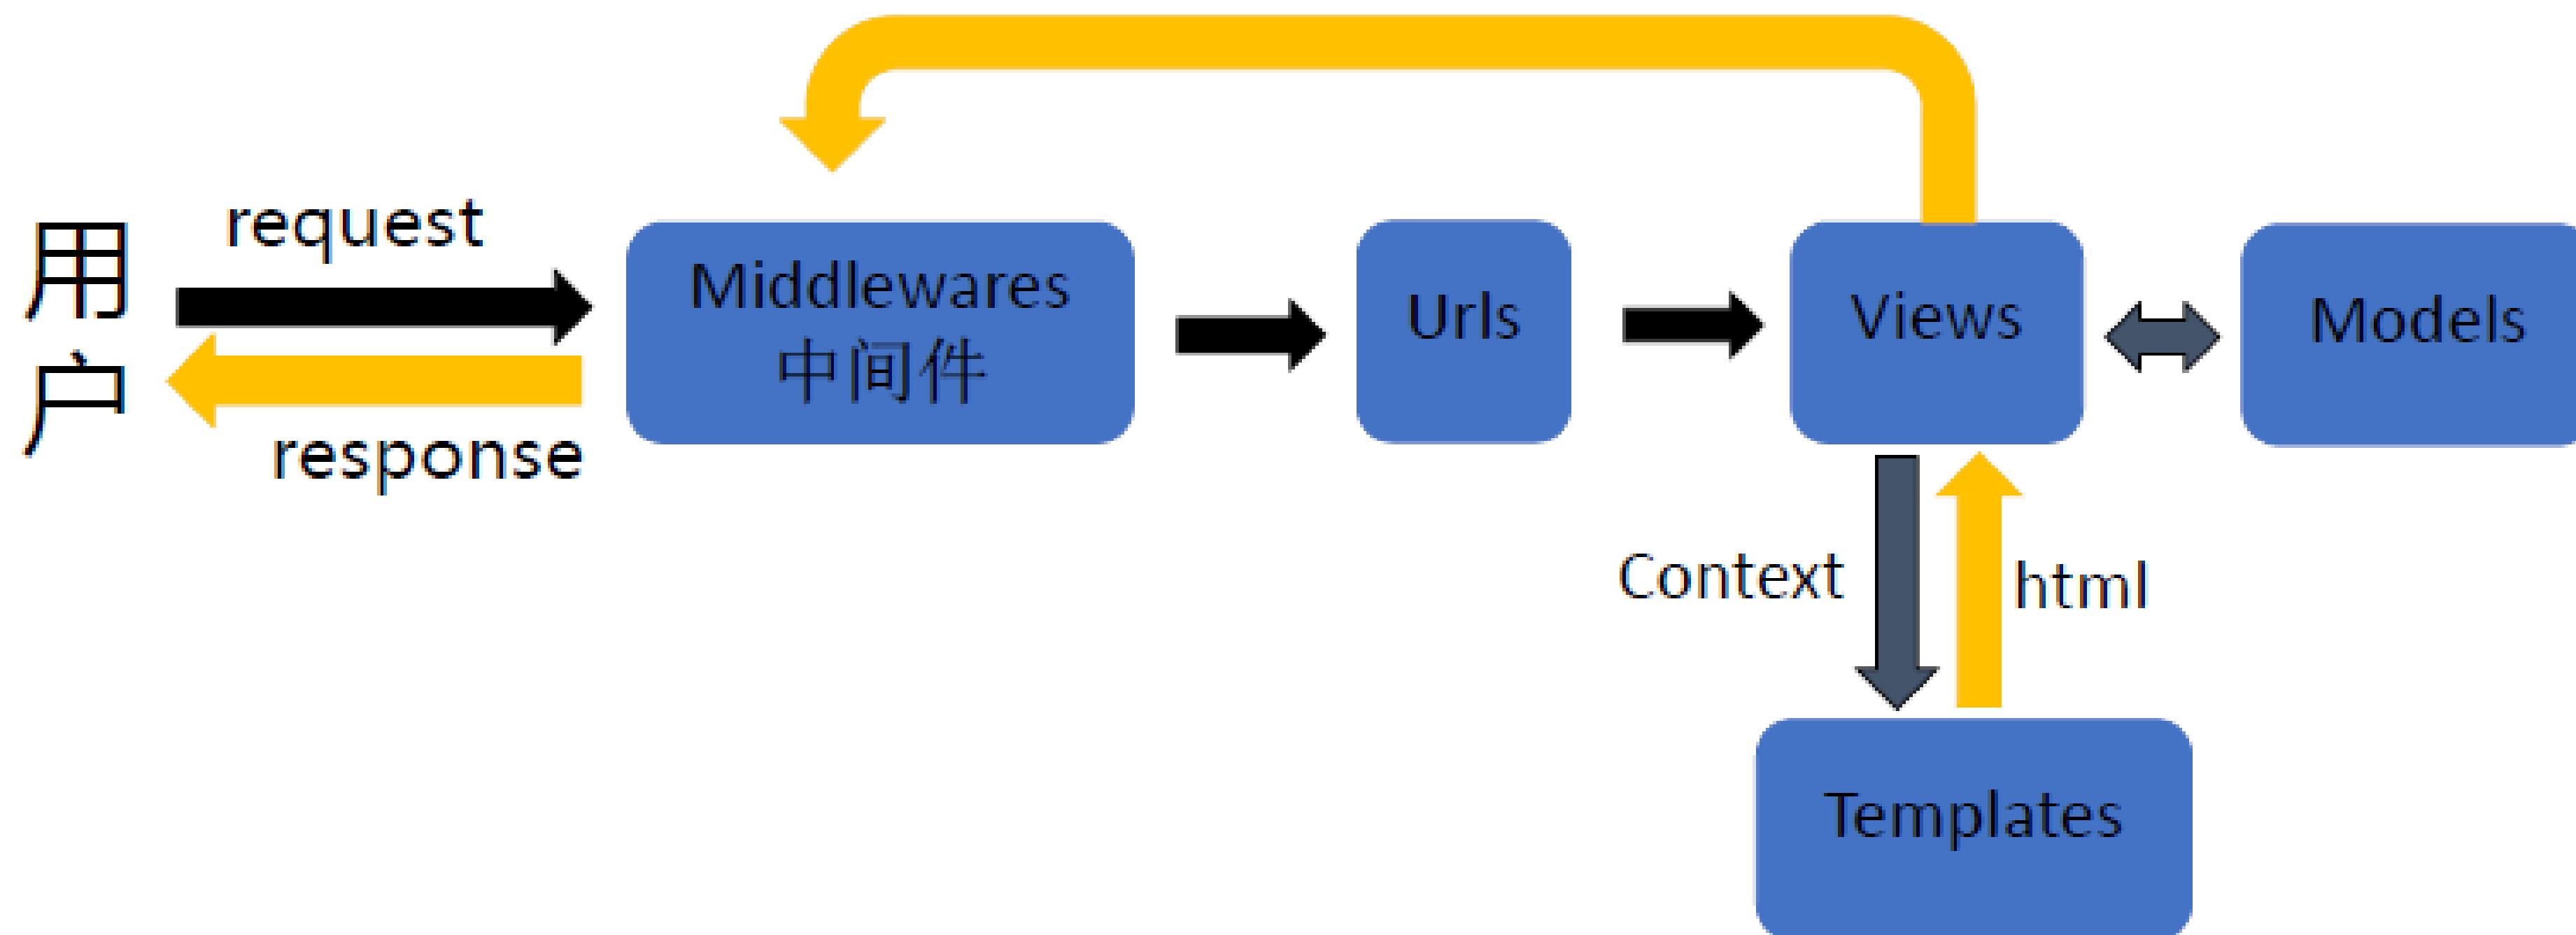 用户
request
response
Middlewares
中间件
Urls
Views
Models
Context
html
Templates